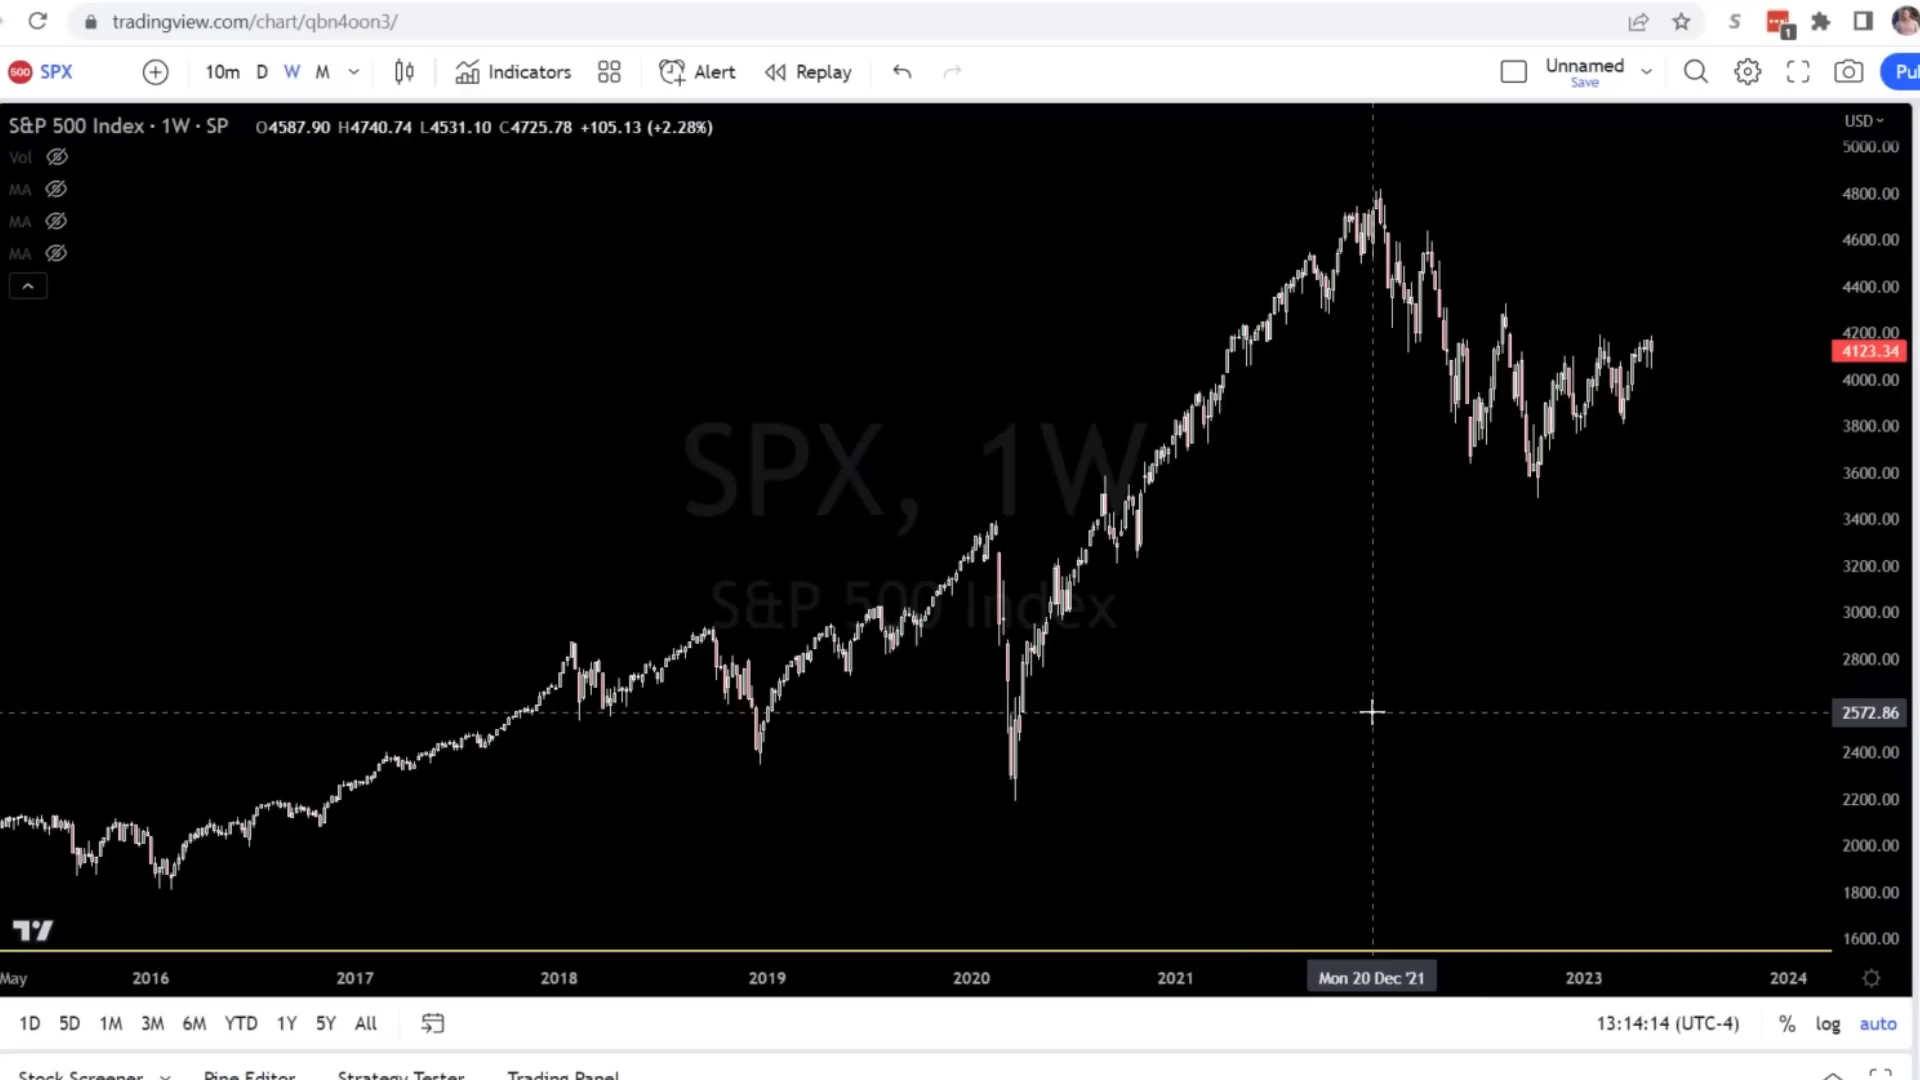 tradingview.com/chart/qbn4oon3/
S
1
500 SPX
10m D W M
Indicators
Alert
Replay
Unnamed
Save
Pu
S&P 500 Index · 1W · SP O4587.90 H4740.74 L4531.10 C4725.78 +105.13 (+2.28%)
USD
Vol
MA
MA
MA
5000.00
4800.00
4600.00
4400.00
4200.00
4123.34
4000.00
3800.00
3600.00
3400.00
3200.00
3000.00
2800.00
2572.86
2400.00
2200.00
2000.00
1800.00
1600.00
SPX, 1W
S&P 500 Index
May 2016 2017 2018 2019 2020 2021 Mon 20 Dec '21 2023 2024
1D 5D 1M 3M 6M YTD 1Y 5Y All
13:14:14 (UTC-4) % log auto
Stock Screener Pine Editor Strategy Tester Trading Panel